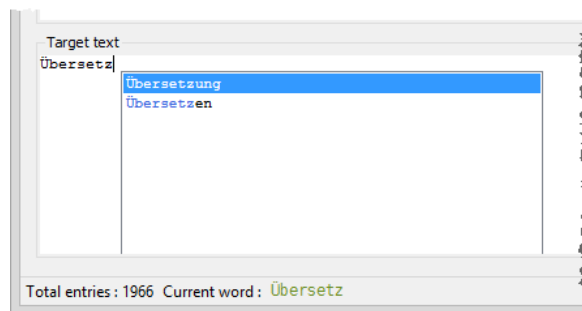 Target text
Übersetz
Übersetzung
Übersetzen
Total entries : 1966 Current word : Übersetz